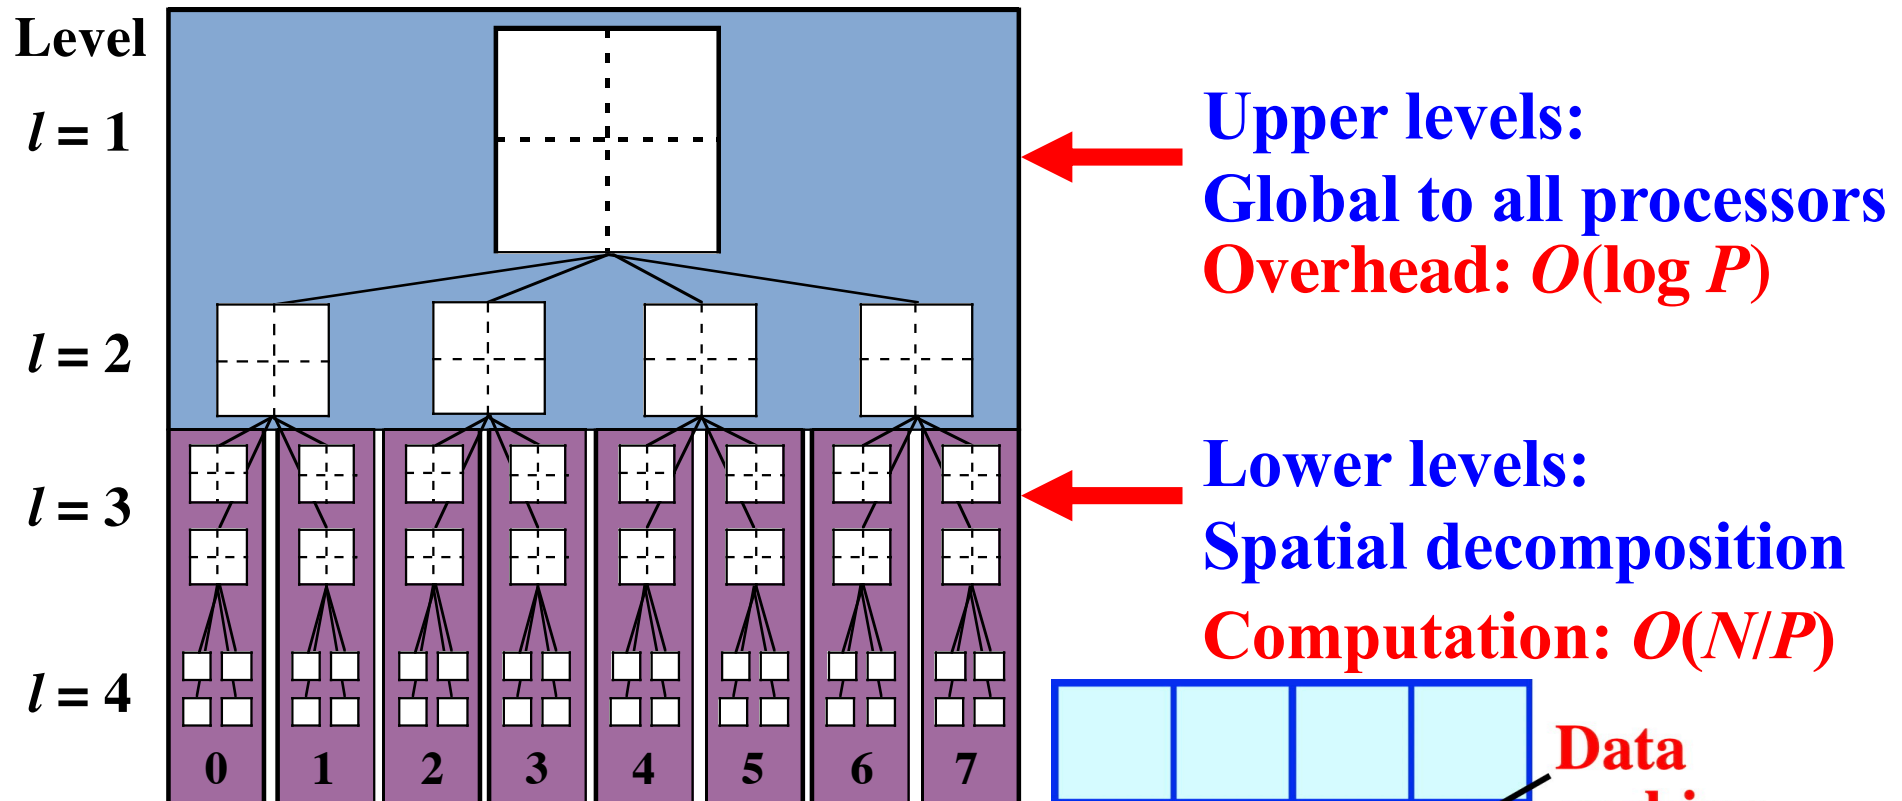 Level
l = 1
l = 2
l = 3
l = 4
0 1 2 3 4 5 6 7
Upper levels:
Global to all processors
Overhead: O(log P)
Lower levels:
Spatial decomposition
Computation: O(N/P)
Data